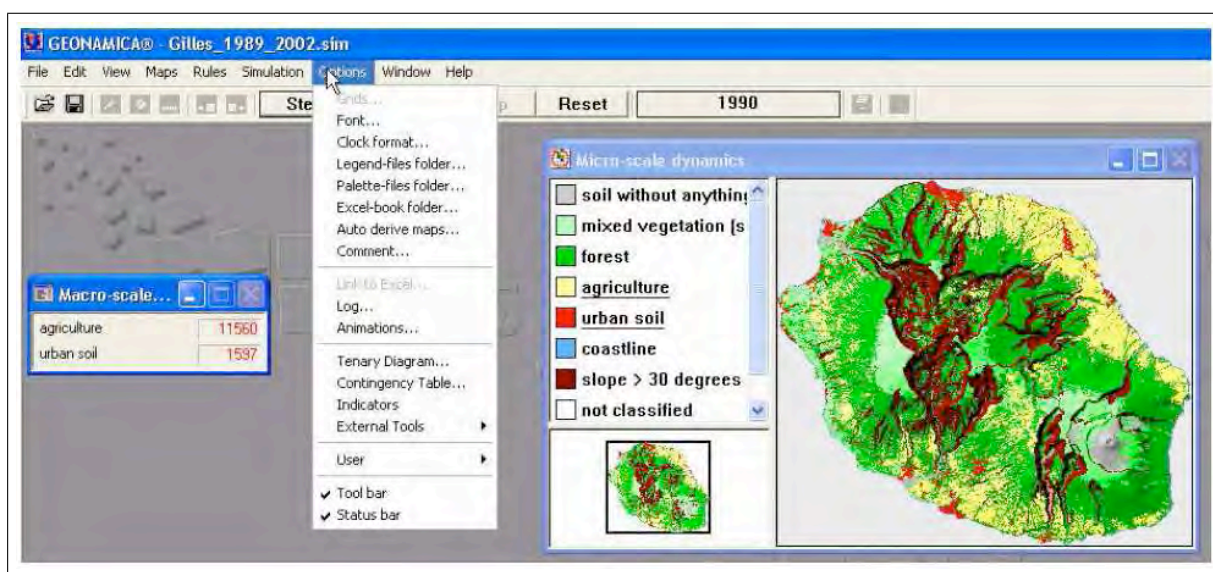 GEONAMICA® - Gilles_1989_2002.sim
File Edit View Maps Rules Simulation Options Window Help
Ste
Reset
1990
Grids...
Font...
Clock format...
Legend-files folder...
Palette-files folder...
Excel-book folder...
Auto derive maps...
Comment...
Link to Excel...
Log...
Animations...
Tenary Diagram...
Contingency Table...
Indicators
External Tools
User
Tool bar
Status bar
Macro-scale...
agriculture 11560
urban soil 1597
Micro-scale dynamics
soil without anything
mixed vegetation (s
forest
agriculture
urban soil
coastline
slope > 30 degrees
not classified